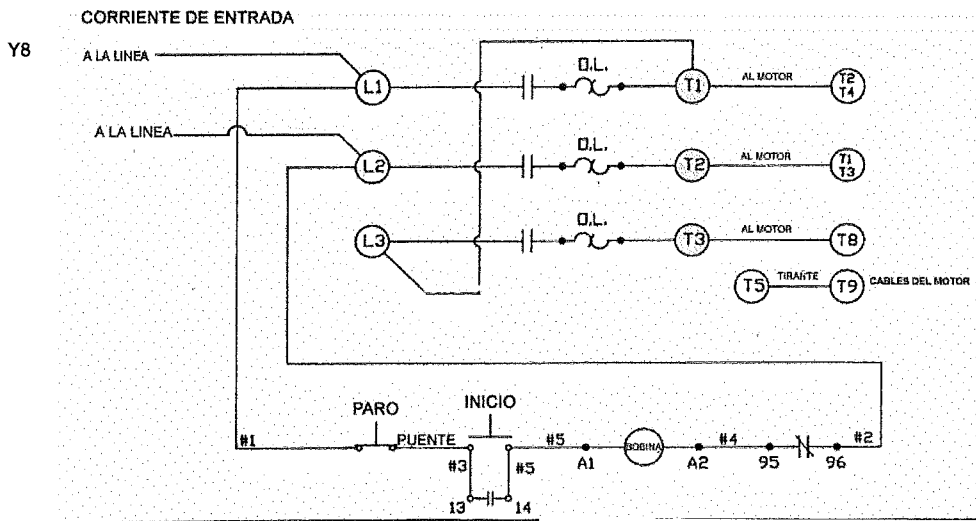 CORRIENTE DE ENTRADA
Y8
A LA LINEA
L1
O.L.
T1
AL MOTOR
T2
T4
A LA LINEA
L2
O.L.
T2
AL MOTOR
T1
T3
L3
O.L.
T3
AL MOTOR
T8
T5
TIRANTE
T9
CABLES DEL MOTOR
PARO
INICIO
#1
PUENTE
#3
#5
#5
A1
BOBINA
A2
#4
95
96
#2
13
14